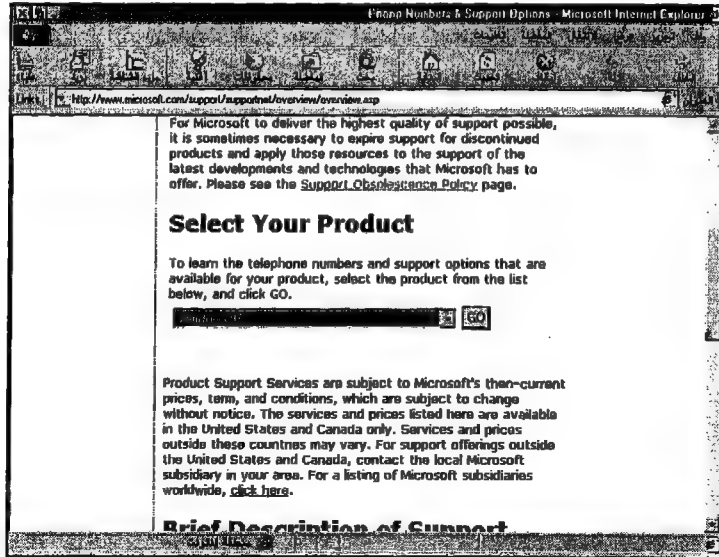 Phone Numbers & Support Options - Microsoft Internet Explorer
Links
http://www.microsoft.com/support/supportnet/overview/overview.asp
For Microsoft to deliver the highest quality of support possible,
it is sometimes necessary to expire support for discontinued
products and apply those resources to the support of the
latest developments and technologies that Microsoft has to
offer. Please see the Support Obsolescence Policy page.
Select Your Product
To learn the telephone numbers and support options that are
available for your product, select the product from the list
below, and click GO.
GO
Product Support Services are subject to Microsoft's then-current
prices, term, and conditions, which are subject to change
without notice. The services and prices listed here are available
in the United States and Canada only. Services and prices
outside these countries may vary. For support offerings outside
the United States and Canada, contact the local Microsoft
subsidiary in your area. For a listing of Microsoft subsidiaries
worldwide, click here.
Brief Description of Support